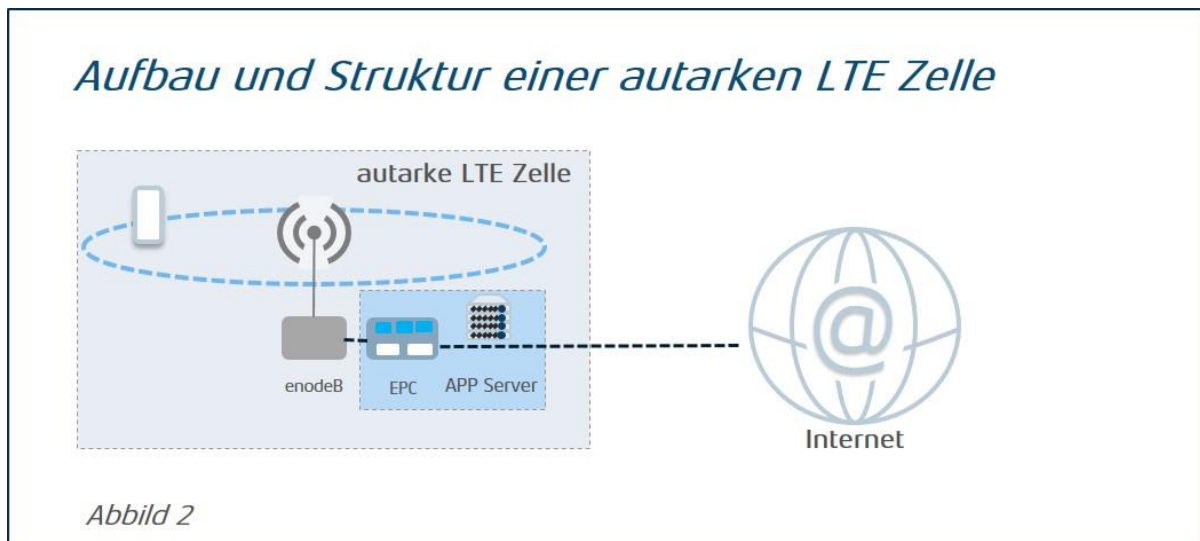 Aufbau und Struktur einer autarken LTE Zelle
autarke LTE Zelle
enodeB
EPC
APP Server
@
Internet
Abbild 2